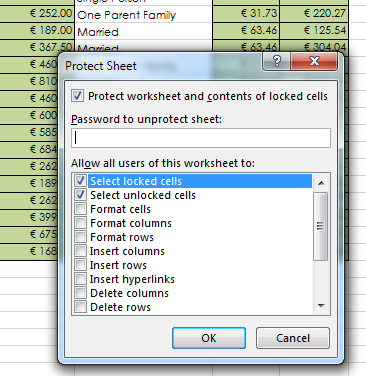 € 252.00 One Parent Family € 31.73 € 220.27
€ 189.00 Married € 63.46 € 125.54
€ 367.50 Married € 63.46 € 304.04
Protect Sheet
?
Protect worksheet and contents of locked cells
Password to unprotect sheet:
Allow all users of this worksheet to:
Select locked cells
Select unlocked cells
Format cells
Format columns
Format rows
Insert columns
Insert rows
Insert hyperlinks
Delete columns
Delete rows
OK Cancel
€ 460
€ 810
€ 460
€ 600
€ 585
€ 684
€ 262
€ 189
€ 262
€ 399
€ 675
€ 168